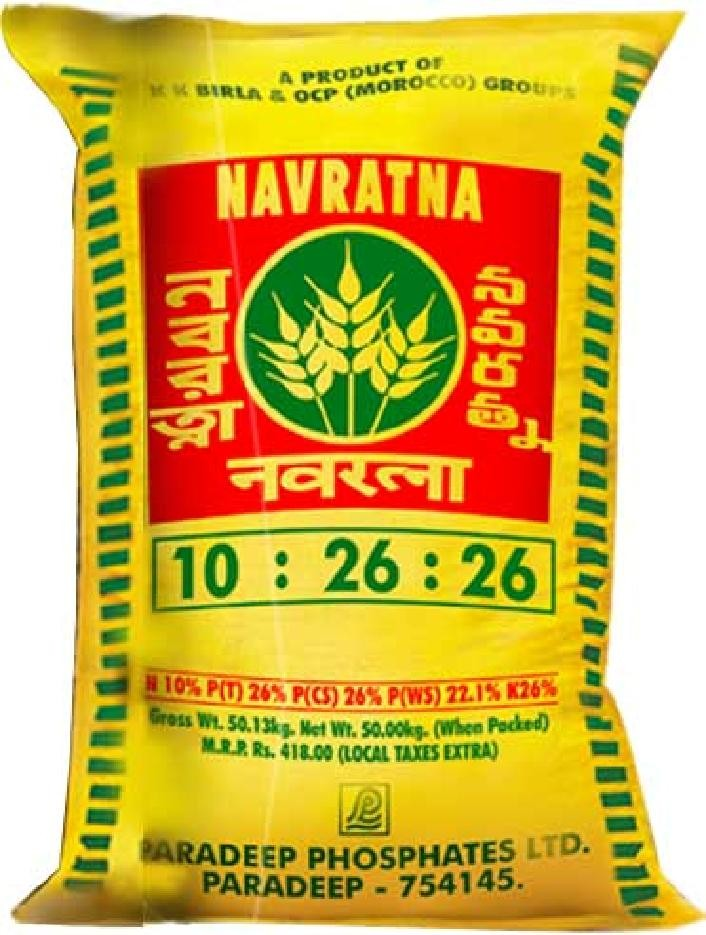 A PRODUCT OF
K K BIRLA & OCP (MOROCCO) GROUPS
NAVRATNA
নবরত্না
నవరత్న
नवरत्ना
10 : 26 : 26
N 10% P(T) 26% P(CS) 26% P(WS) 22.1% K26%
Gross Wt. 50.13kg. Net Wt. 50.00kg. (When Packed)
M.R.P. Rs. 418.00 (LOCAL TAXES EXTRA)
PARADEEP PHOSPHATES LTD.
PARADEEP - 754145.